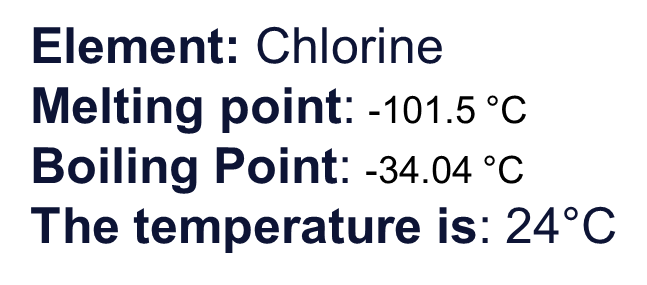 Element: Chlorine
Melting point: -101.5 °C
Boiling Point: -34.04 °C
The temperature is: 24°C